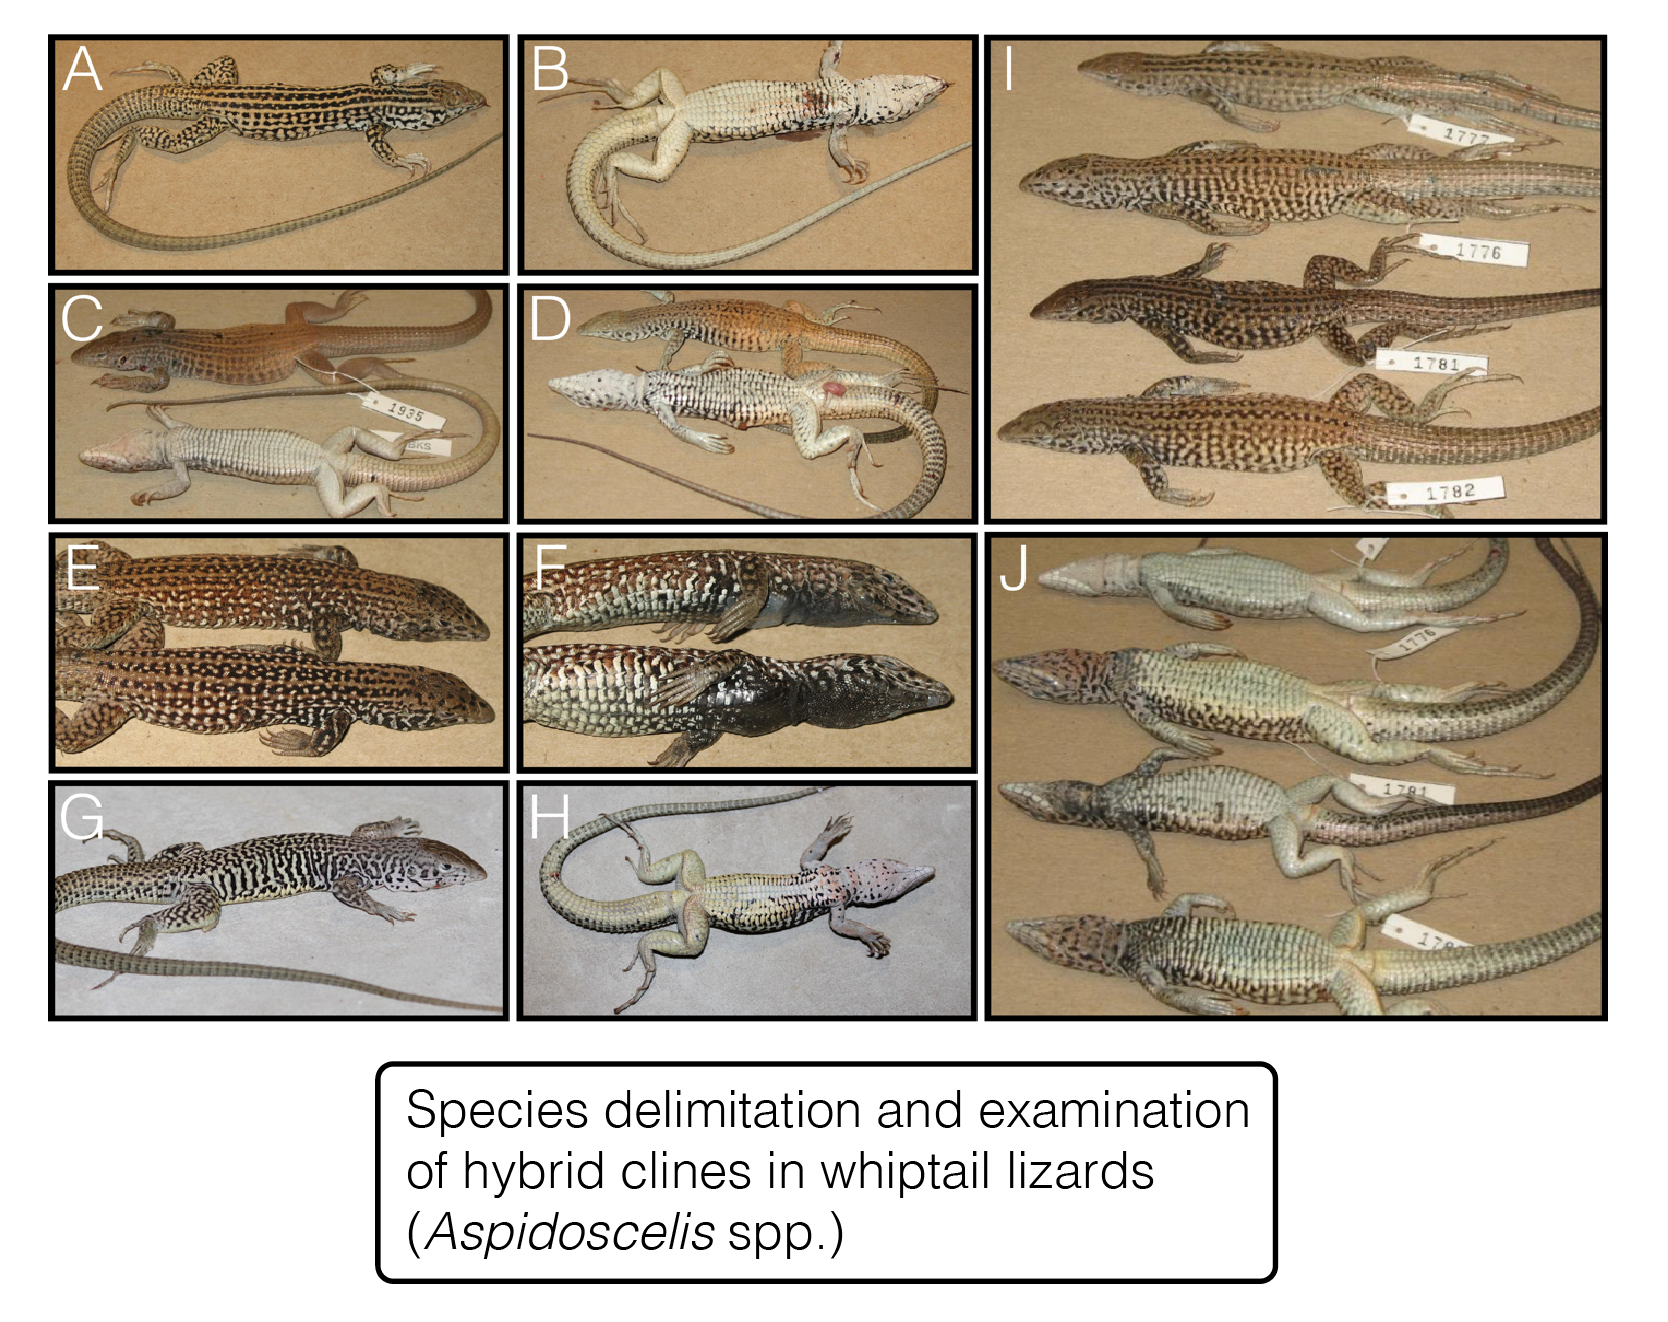 A
B
I
1777
1776
1781
1782
C
1935
BKS
D
E
F
J
1776
1781
G
H
Species delimitation and examination
of hybrid clines in whiptail lizards
(Aspidoscelis spp.)